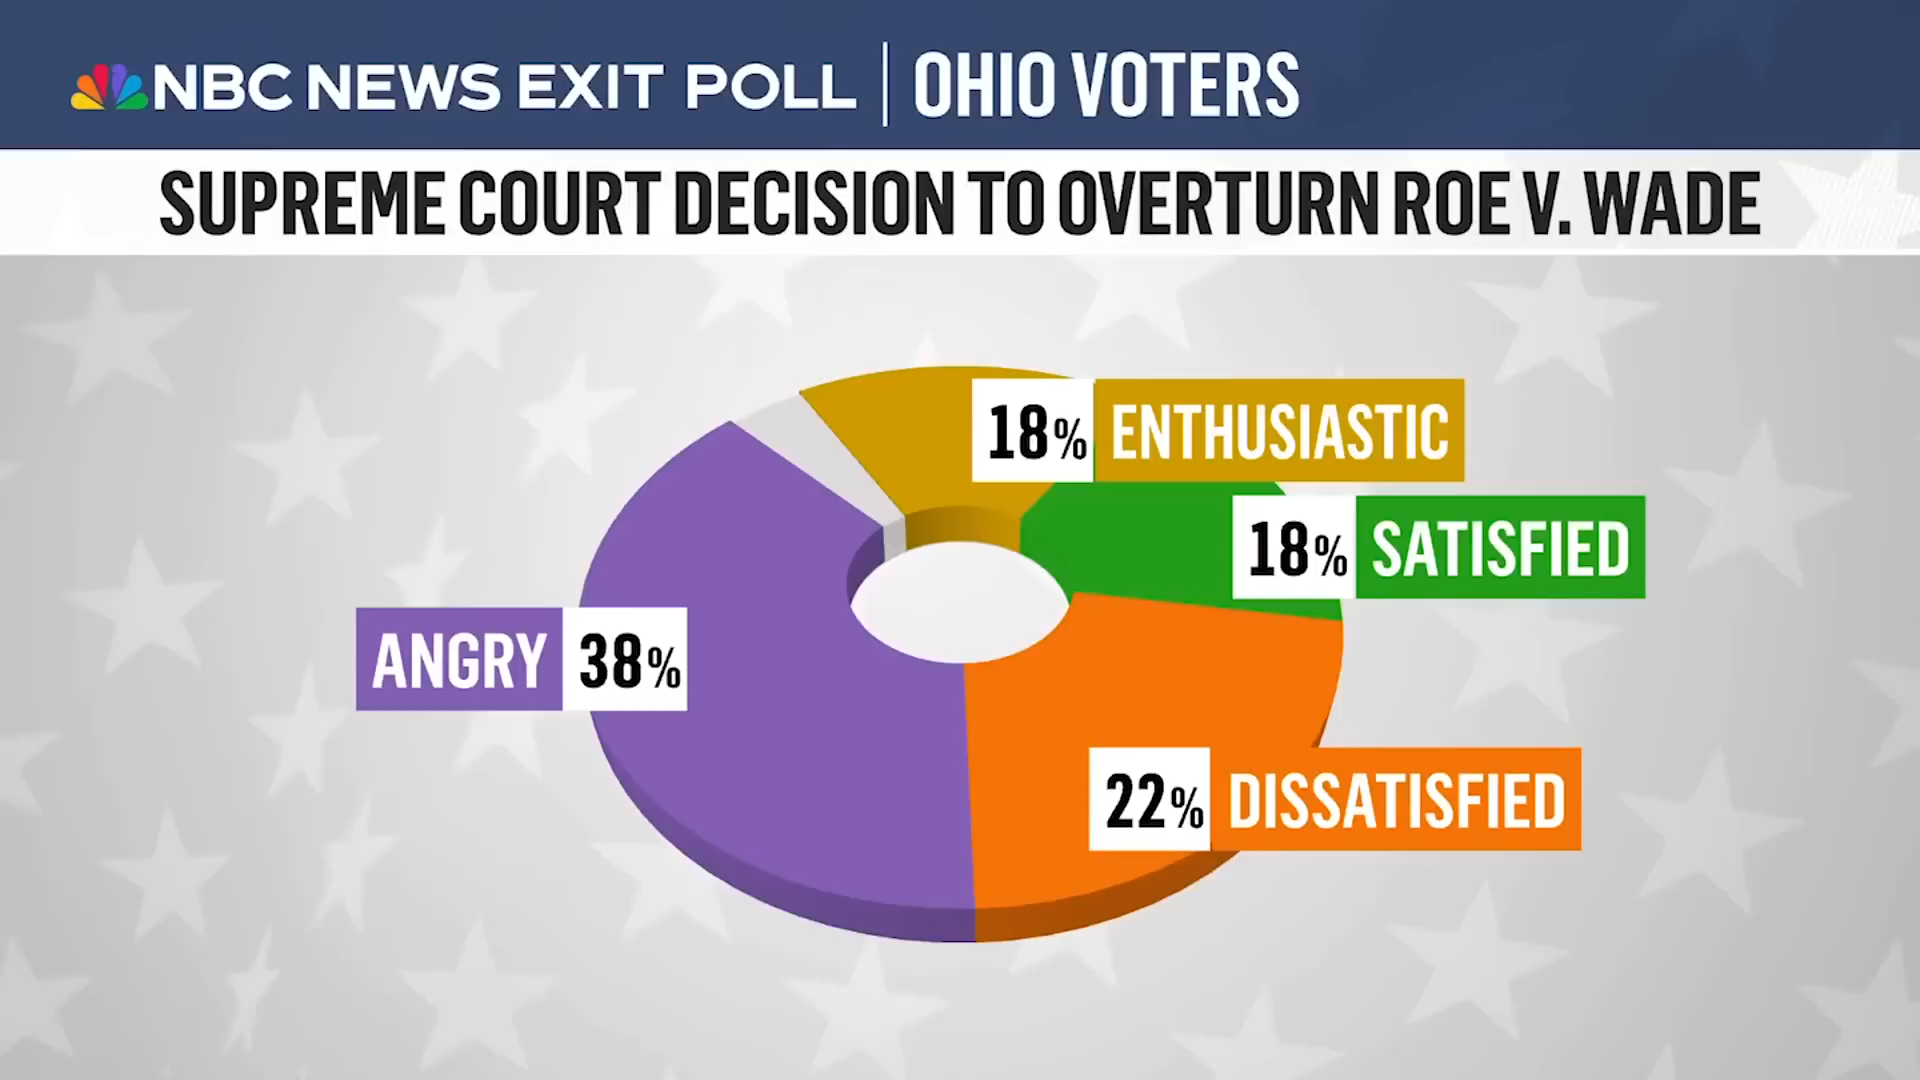 NBC NEWS EXIT POLL | OHIO VOTERS
SUPREME COURT DECISION TO OVERTURN ROE V. WADE
18% ENTHUSIASTIC
18% SATISFIED
ANGRY 38%
22% DISSATISFIED